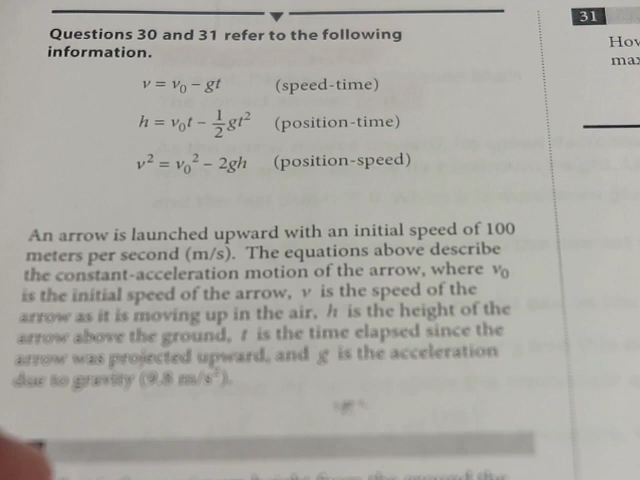 Questions 30 and 31 refer to the following
information.
v = v₀ − gt (speed-time)
h = v₀t − ½gt² (position-time)
v² = v₀² − 2gh (position-speed)
An arrow is launched upward with an initial speed of 100
meters per second (m/s). The equations above describe
the constant-acceleration motion of the arrow, where v₀
is the initial speed of the arrow, v is the speed of the
arrow as it is moving up in the air, h is the height of the
arrow above the ground, t is the time elapsed since the
arrow was projected upward, and g is the acceleration
due to gravity (9.8 m/s²).
31